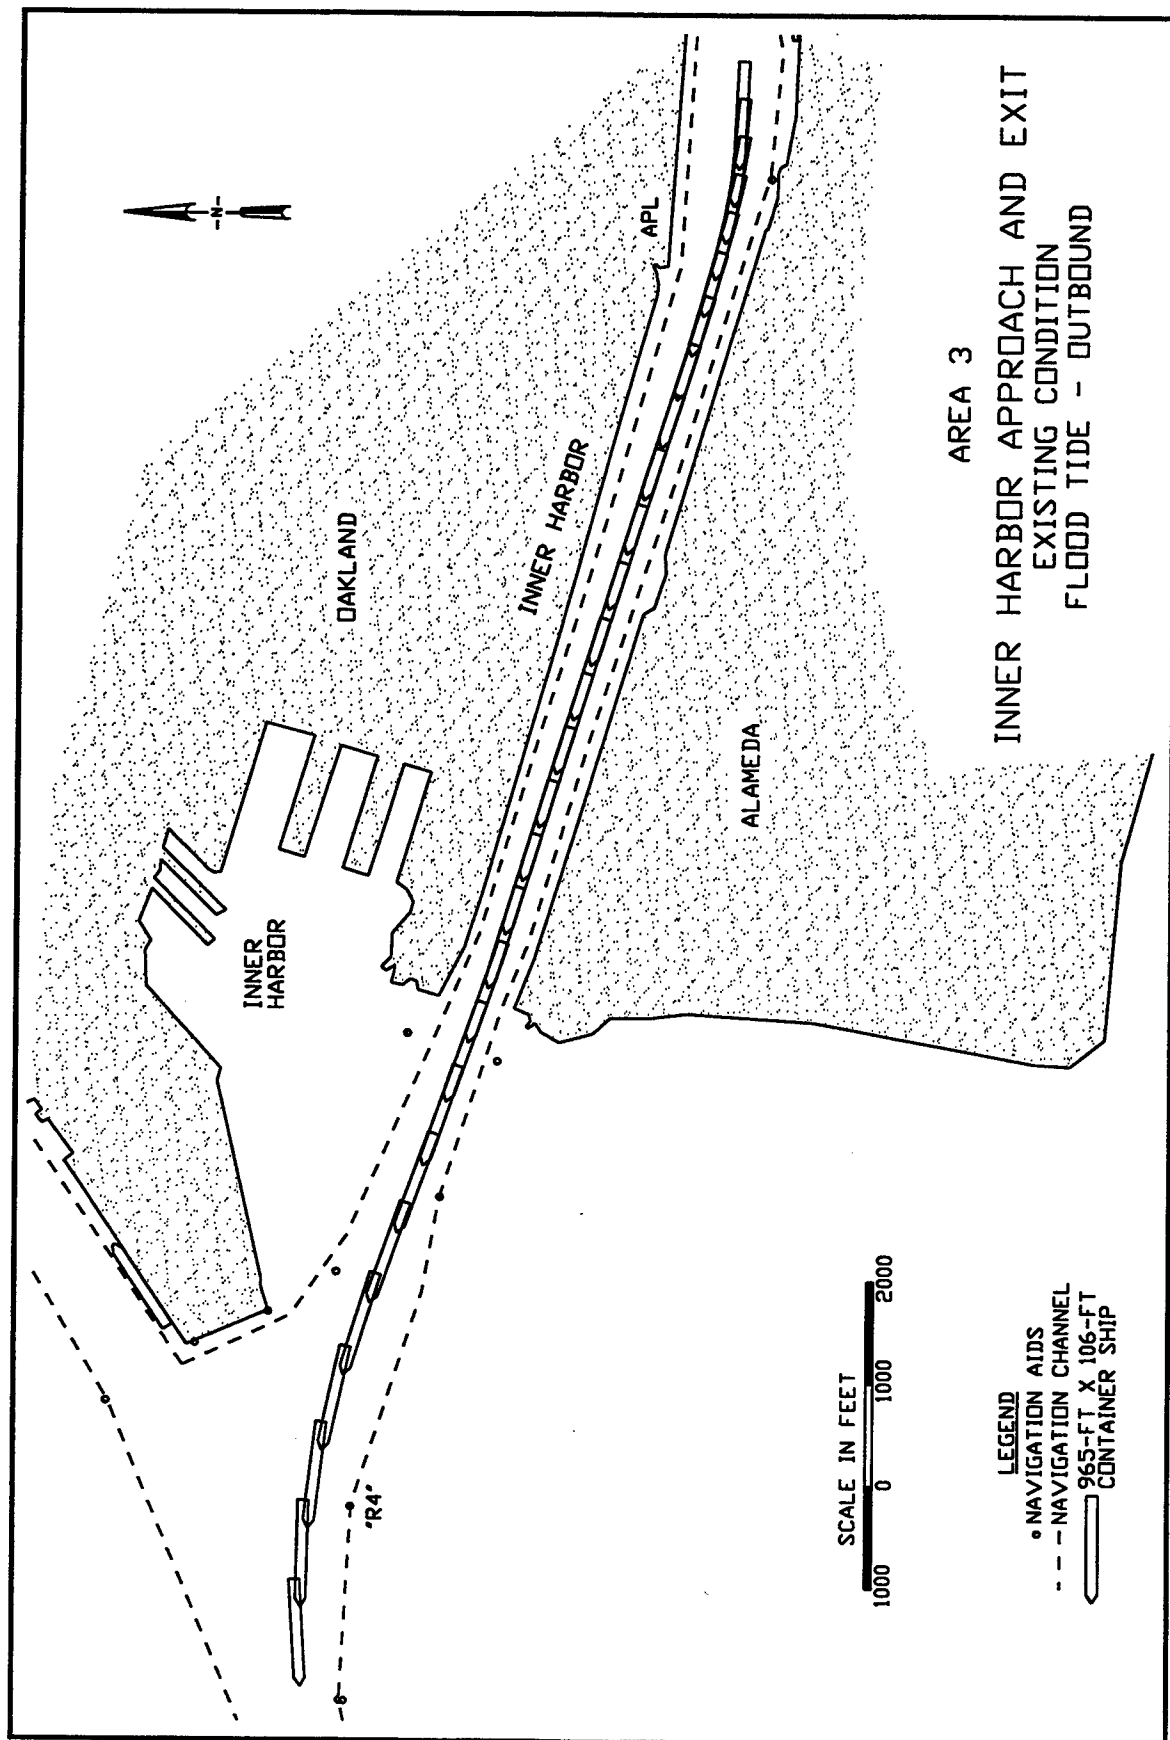 -N-
APL
OAKLAND
INNER HARBOR
INNER
HARBOR
ALAMEDA
"R4"
AREA 3
INNER HARBOR APPROACH AND EXIT
EXISTING CONDITION
FLOOD TIDE - OUTBOUND
SCALE IN FEET
1000 0 1000 2000
LEGEND
NAVIGATION AIDS
NAVIGATION CHANNEL
965-FT X 106-FT
CONTAINER SHIP